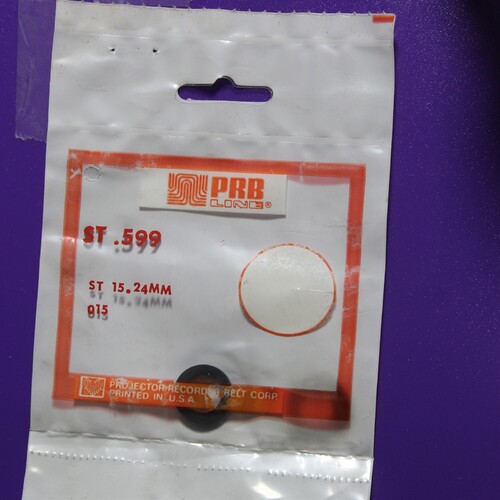 PRB
LINE®
ST .599
ST 15.24MM
015
PROJECTOR RECORDER BELT CORP.
PRINTED IN U.S.A.